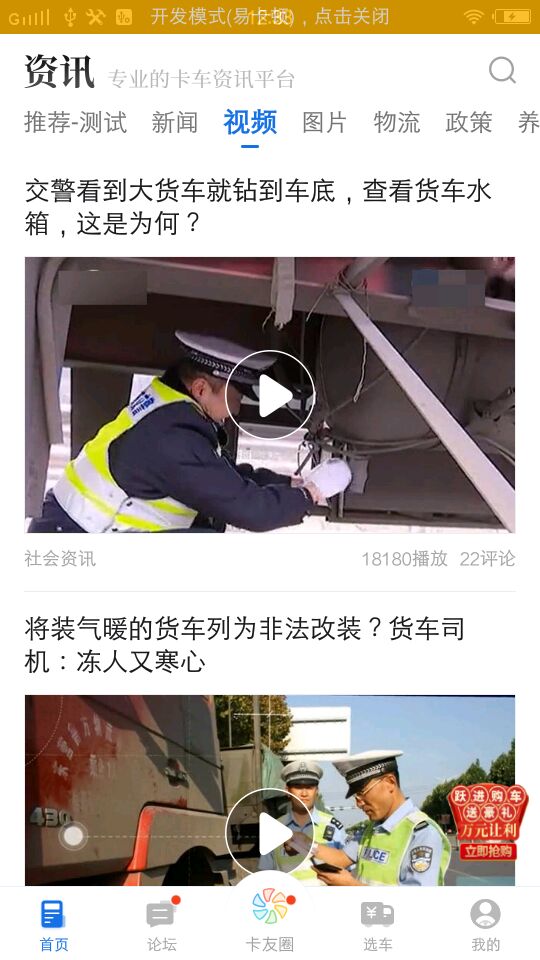 开发模式(易卡顿)，点击关闭
资讯 专业的卡车资讯平台
推荐-测试 新闻 视频 图片 物流 政策 养
交警看到大货车就钻到车底，查看货车水
箱，这是为何？
社会资讯 18180播放 22评论
将装气暖的货车列为非法改装？货车司
机：冻人又寒心
430
POLICE
跃进购车
送豪礼
万元让利
立即抢购
首页 论坛 卡友圈 选车 我的